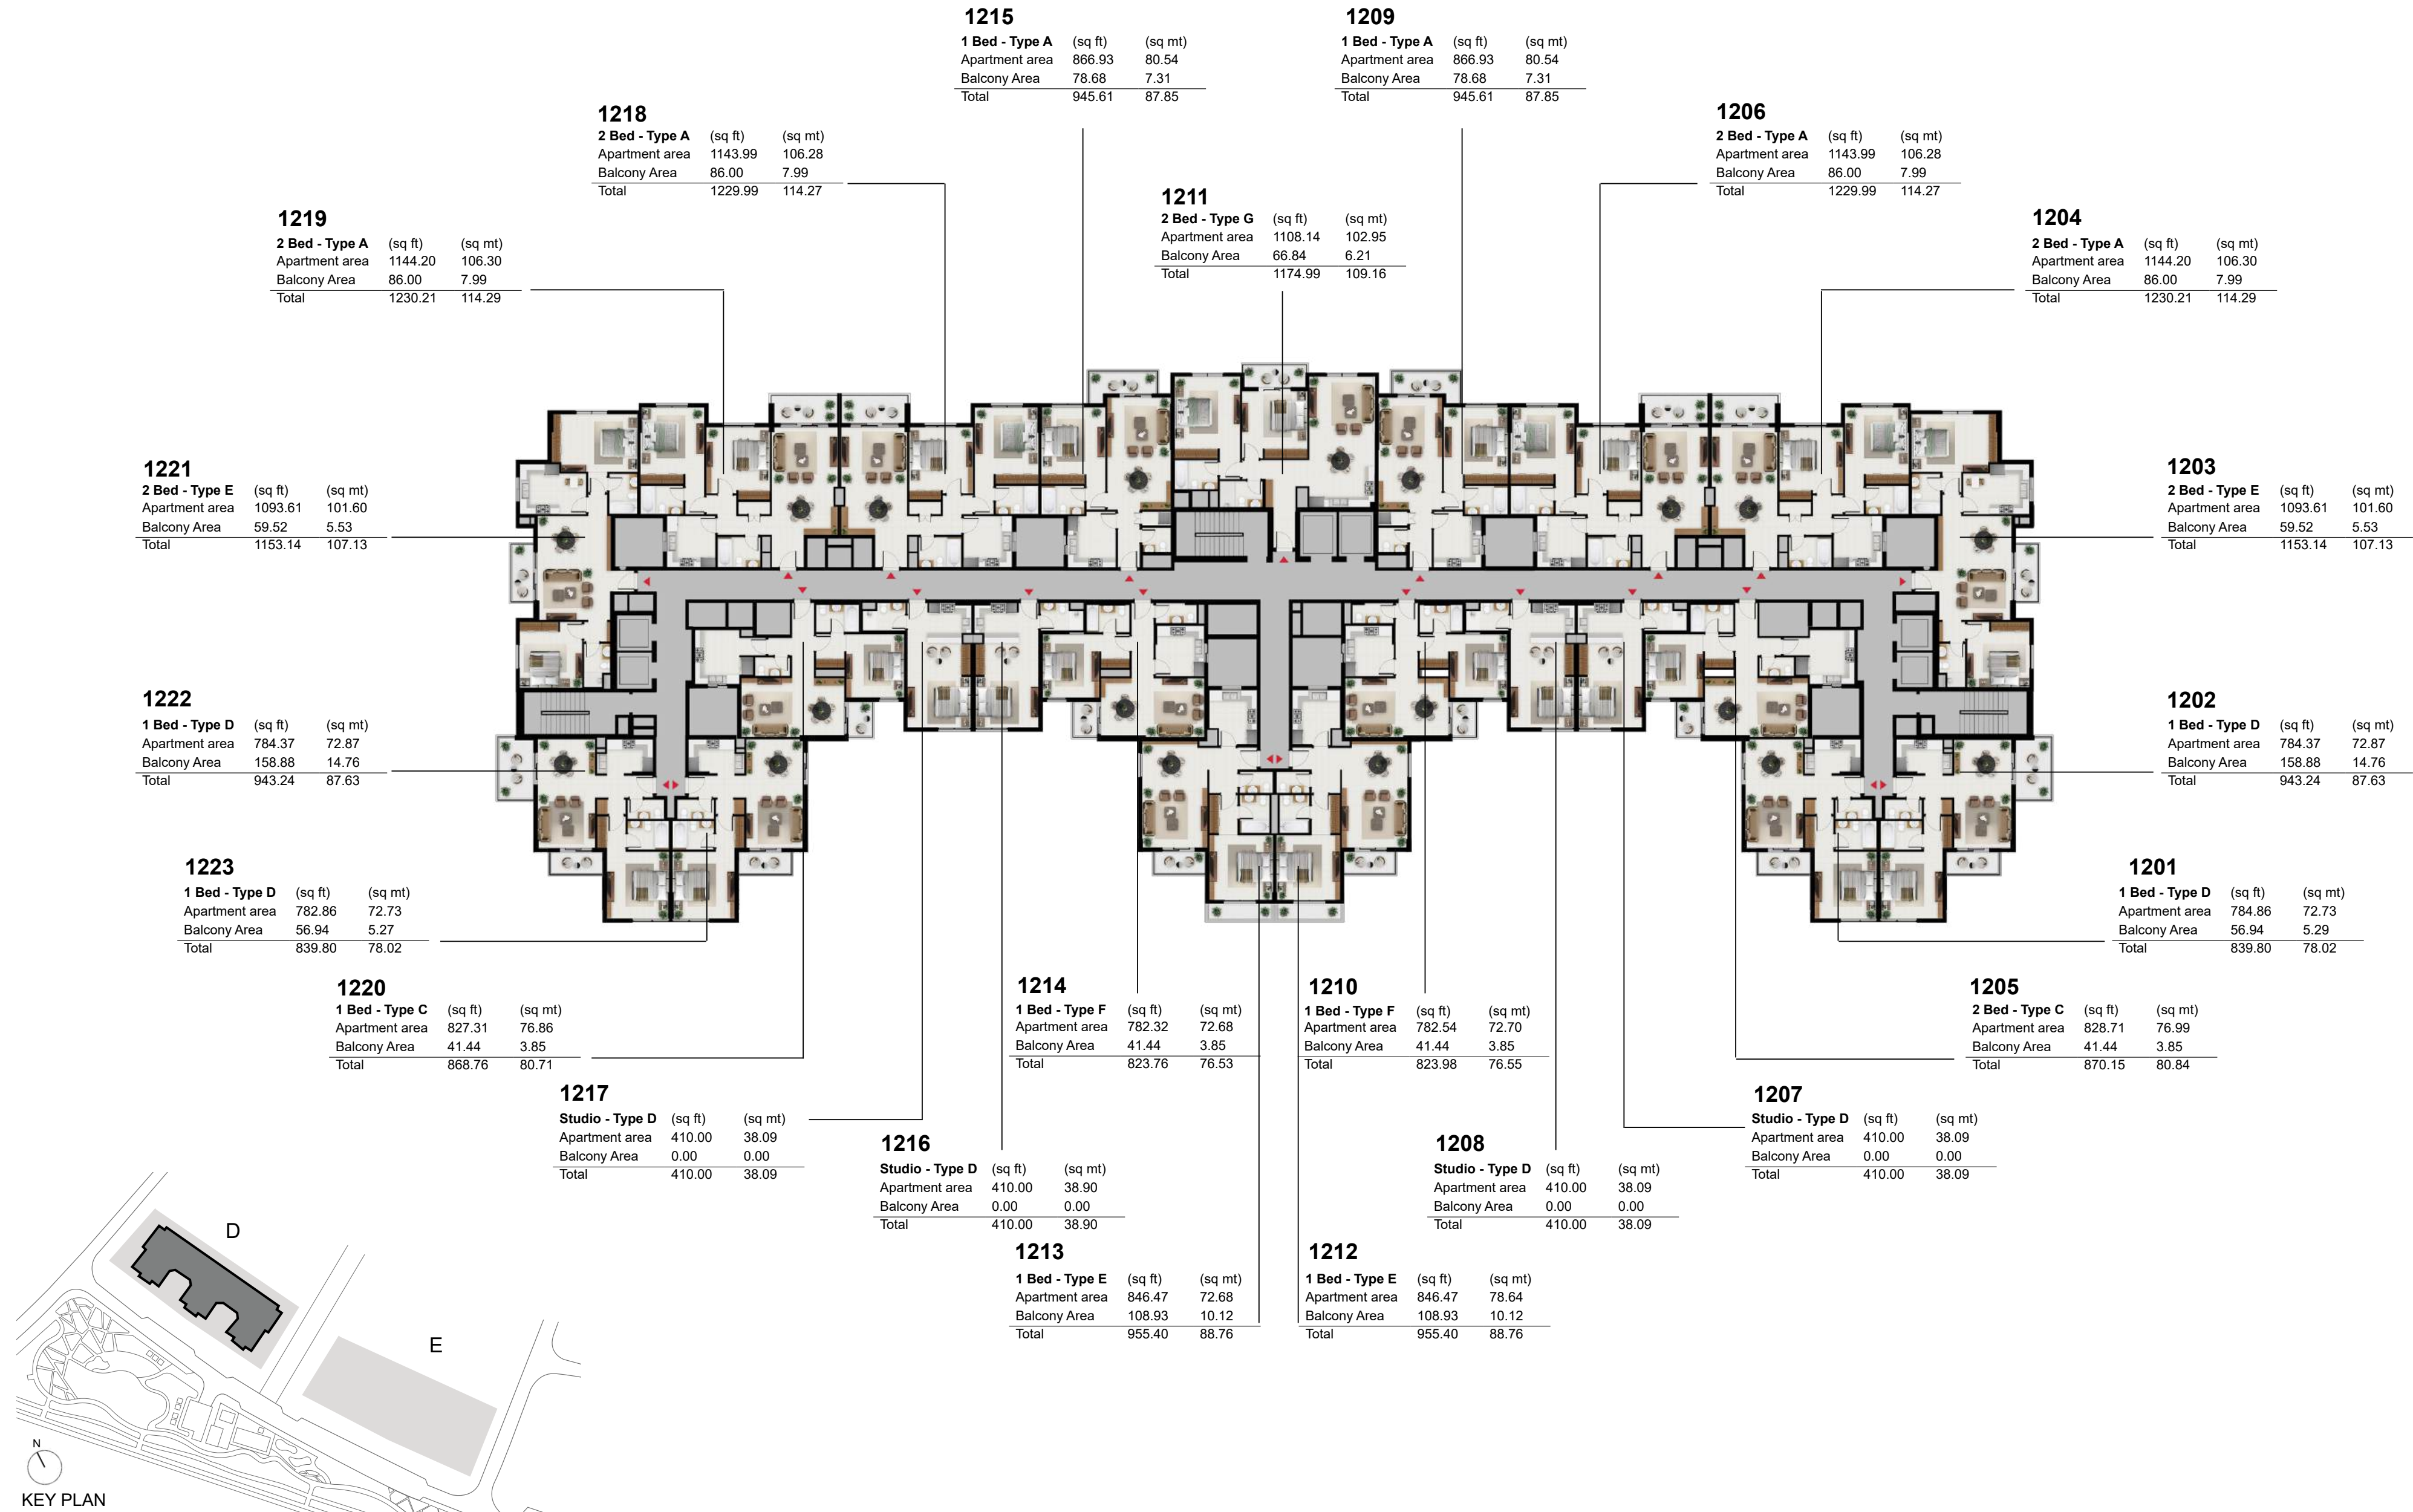 1215
1 Bed - Type A (sq ft) (sq mt)
Apartment area 866.93 80.54
Balcony Area 78.68 7.31
Total 945.61 87.85
1209
1 Bed - Type A (sq ft) (sq mt)
Apartment area 866.93 80.54
Balcony Area 78.68 7.31
Total 945.61 87.85
1218
2 Bed - Type A (sq ft) (sq mt)
Apartment area 1143.99 106.28
Balcony Area 86.00 7.99
Total 1229.99 114.27
1206
2 Bed - Type A (sq ft) (sq mt)
Apartment area 1143.99 106.28
Balcony Area 86.00 7.99
Total 1229.99 114.27
1211
2 Bed - Type G (sq ft) (sq mt)
Apartment area 1108.14 102.95
Balcony Area 66.84 6.21
Total 1174.99 109.16
1219
2 Bed - Type A (sq ft) (sq mt)
Apartment area 1144.20 106.30
Balcony Area 86.00 7.99
Total 1230.21 114.29
1204
2 Bed - Type A (sq ft) (sq mt)
Apartment area 1144.20 106.30
Balcony Area 86.00 7.99
Total 1230.21 114.29
1221
2 Bed - Type E (sq ft) (sq mt)
Apartment area 1093.61 101.60
Balcony Area 59.52 5.53
Total 1153.14 107.13
1203
2 Bed - Type E (sq ft) (sq mt)
Apartment area 1093.61 101.60
Balcony Area 59.52 5.53
Total 1153.14 107.13
1222
1 Bed - Type D (sq ft) (sq mt)
Apartment area 784.37 72.87
Balcony Area 158.88 14.76
Total 943.24 87.63
1202
1 Bed - Type D (sq ft) (sq mt)
Apartment area 784.37 72.87
Balcony Area 158.88 14.76
Total 943.24 87.63
1223
1 Bed - Type D (sq ft) (sq mt)
Apartment area 782.86 72.73
Balcony Area 56.94 5.27
Total 839.80 78.02
1201
1 Bed - Type D (sq ft) (sq mt)
Apartment area 784.86 72.73
Balcony Area 56.94 5.29
Total 839.80 78.02
1220
1 Bed - Type C (sq ft) (sq mt)
Apartment area 827.31 76.86
Balcony Area 41.44 3.85
Total 868.76 80.71
1214
1 Bed - Type F (sq ft) (sq mt)
Apartment area 782.32 72.68
Balcony Area 41.44 3.85
Total 823.76 76.53
1210
1 Bed - Type F (sq ft) (sq mt)
Apartment area 782.54 72.70
Balcony Area 41.44 3.85
Total 823.98 76.55
1205
2 Bed - Type C (sq ft) (sq mt)
Apartment area 828.71 76.99
Balcony Area 41.44 3.85
Total 870.15 80.84
1217
Studio - Type D (sq ft) (sq mt)
Apartment area 410.00 38.09
Balcony Area 0.00 0.00
Total 410.00 38.09
1207
Studio - Type D (sq ft) (sq mt)
Apartment area 410.00 38.09
Balcony Area 0.00 0.00
Total 410.00 38.09
1216
Studio - Type D (sq ft) (sq mt)
Apartment area 410.00 38.90
Balcony Area 0.00 0.00
Total 410.00 38.90
1208
Studio - Type D (sq ft) (sq mt)
Apartment area 410.00 38.09
Balcony Area 0.00 0.00
Total 410.00 38.09
1213
1 Bed - Type E (sq ft) (sq mt)
Apartment area 846.47 72.68
Balcony Area 108.93 10.12
Total 955.40 88.76
1212
1 Bed - Type E (sq ft) (sq mt)
Apartment area 846.47 78.64
Balcony Area 108.93 10.12
Total 955.40 88.76
D
E
N
KEY PLAN